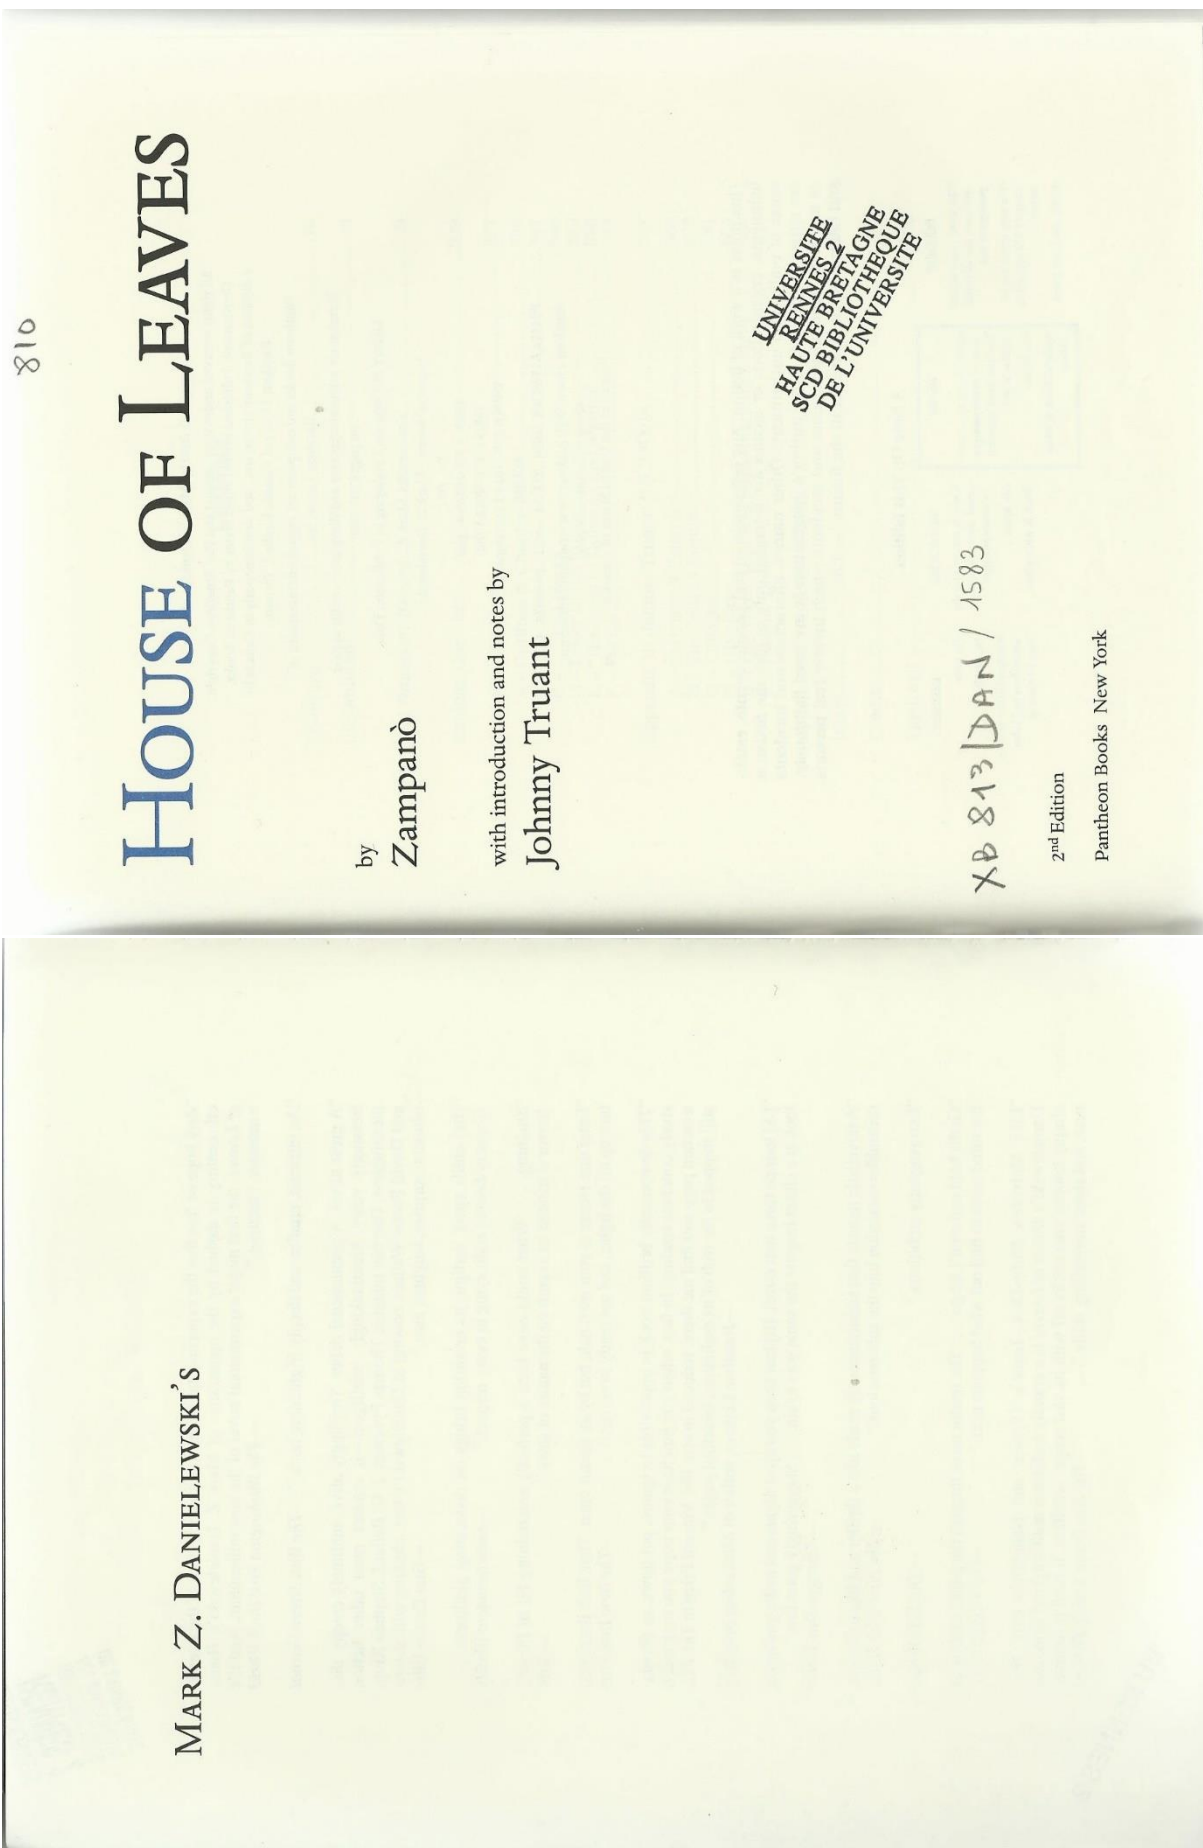 MARK Z. DANIELEWSKI'S
810
HOUSE OF LEAVES
by
Zampanò
with introduction and notes by
Johnny Truant
UNIVERSITE
RENNES 2
HAUTE BRETAGNE
SCD BIBLIOTHEQUE
DE L'UNIVERSITE
XB 813/DAN/1583
2nd Edition
Pantheon Books New York